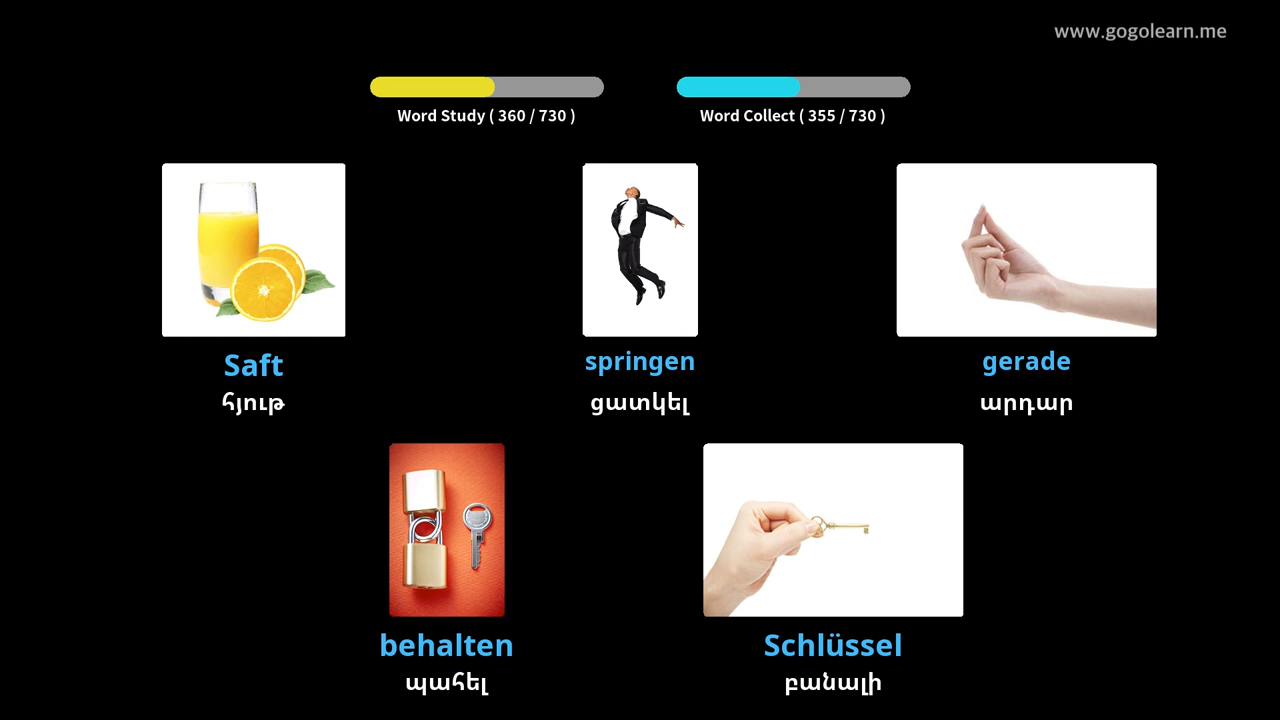 www.gogolearn.me
Word Study ( 360 / 730 )
Word Collect ( 355 / 730 )
Saft
springen
gerade
հյութ
ցատկել
արդար
behalten
Schlüssel
պահել
բանալի